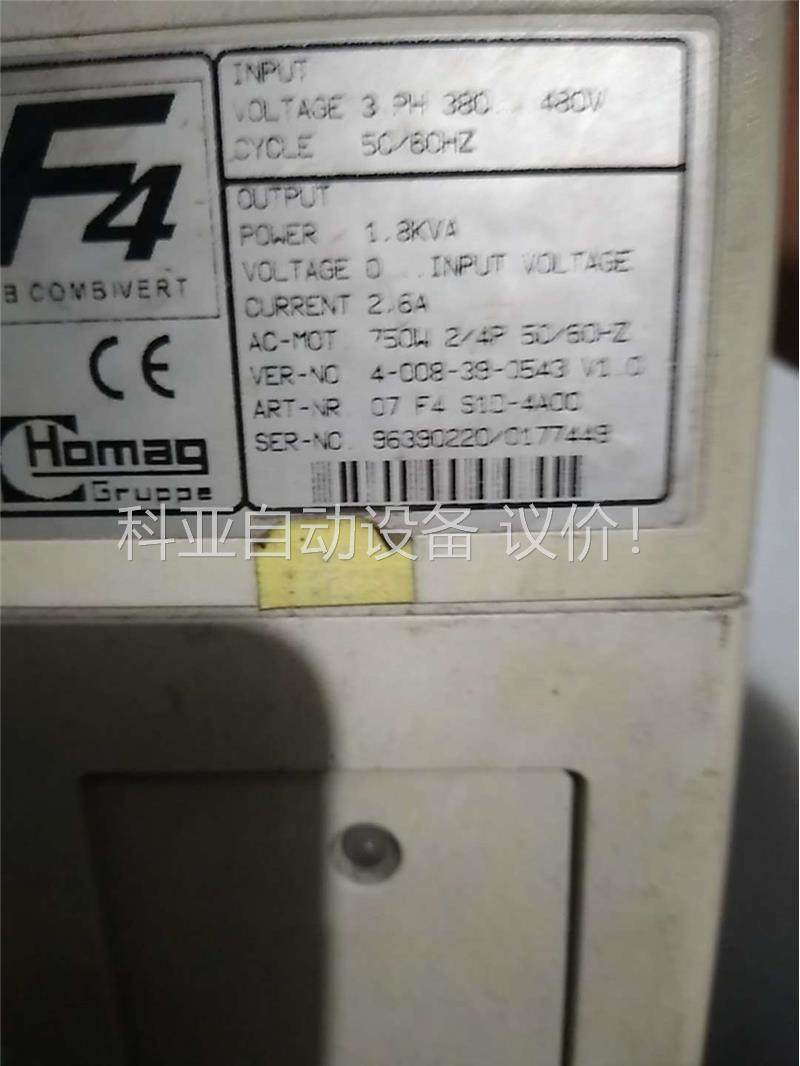 F4
B COMBIVERT
CE
Homag
Gruppe
INPUT
VOLTAGE 3 PH 380... 480V
CYCLE 50/60HZ
OUTPUT
POWER 1.8KVA
VOLTAGE 0...INPUT VOLTAGE
CURRENT 2.6A
AC-MOT. 750W 2/4P 50/60HZ
VER-NO 4-008-39-0543 V1.0
ART-NR. 07 F4 S1D-4A00
SER-NO. 96390220/0177449
科亚自动设备 议价!